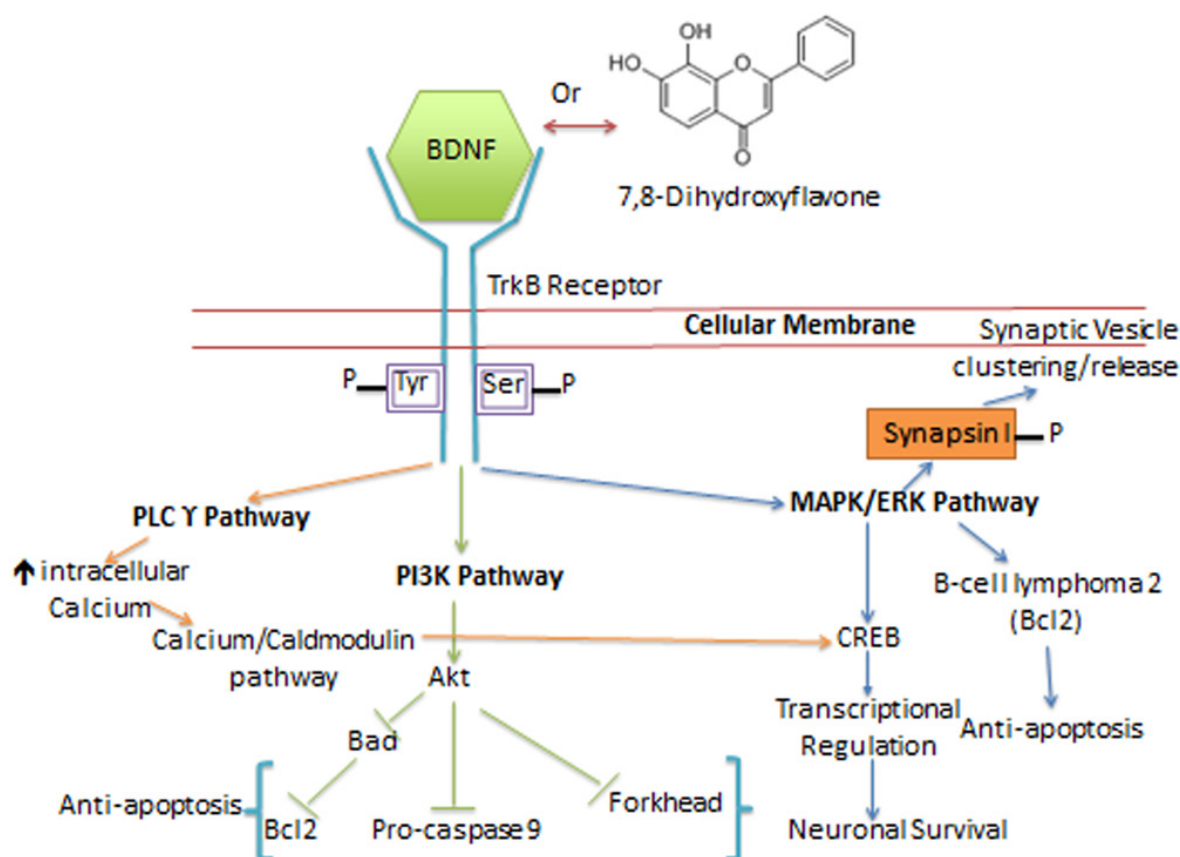 OH
HO
O
O
Or
BDNF
7,8-Dihydroxyflavone
TrkB Receptor
Cellular Membrane
Synaptic Vesicle
clustering/release
P
Tyr
Ser
P
Synapsin I
P
PLC ϒ Pathway
MAPK/ERK Pathway
intracellular
Calcium
PI3K Pathway
B-cell lymphoma 2
(Bcl2)
Calcium/Caldmodulin
pathway
CREB
Akt
Transcriptional
Regulation
Anti-apoptosis
Bad
Anti-apoptosis
Bcl2
Pro-caspase 9
Forkhead
Neuronal Survival